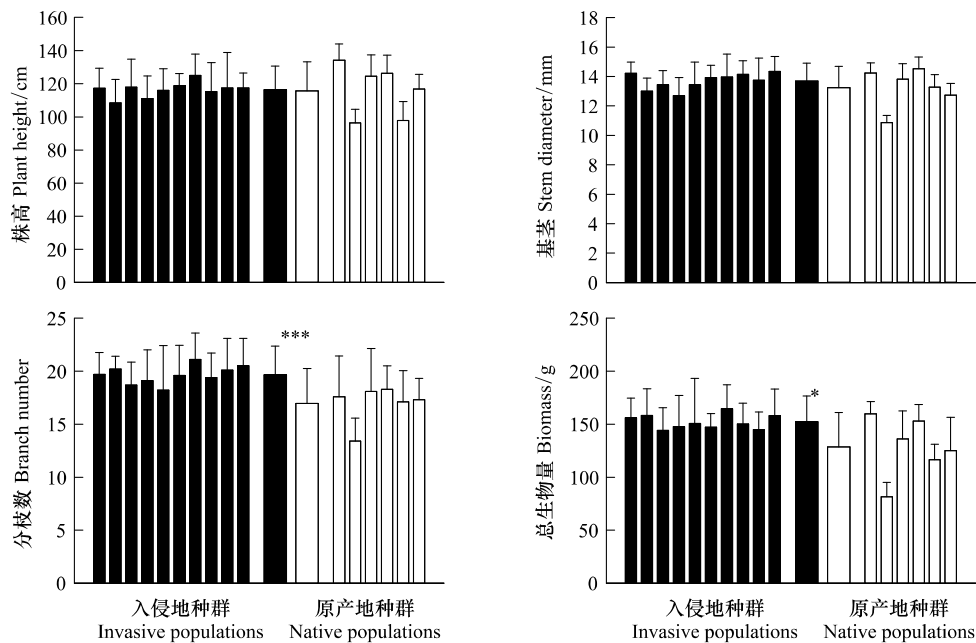 株高 Plant height/cm
160
140
120
100
80
60
40
20
0
基茎 Stem diameter/mm
18
16
14
12
10
8
6
4
2
0
分枝数 Branch number
25
20
15
10
5
0
***
入侵地种群
Invasive populations
原产地种群
Native populations
总生物量 Biomass/g
250
200
150
100
50
0
*
入侵地种群
Invasive populations
原产地种群
Native populations